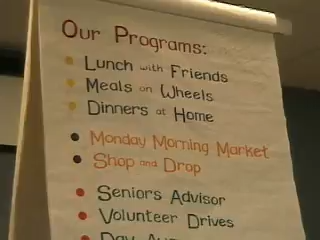 Our Programs:
Lunch with Friends
Meals on Wheels
Dinners at Home
Monday Morning Market
Shop and Drop
Seniors Advisor
Volunteer Drives
Day